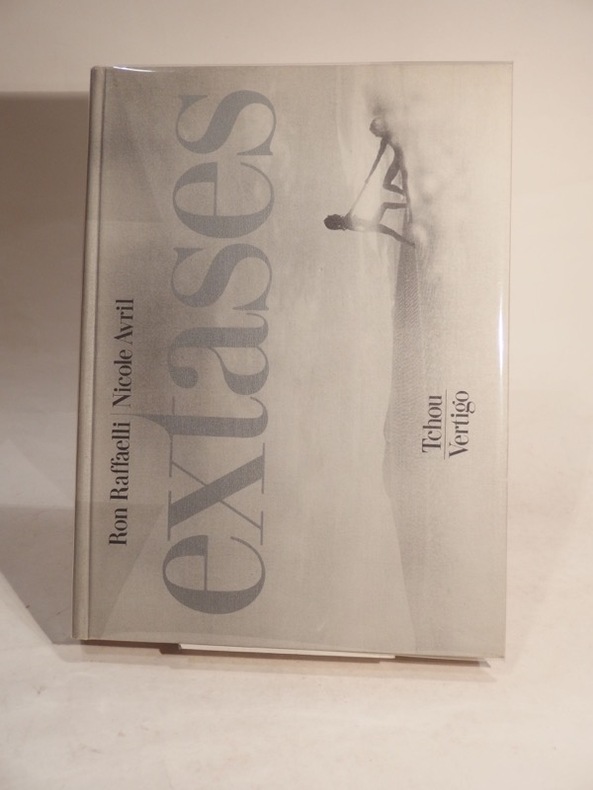 Ron Raffaelli | Nicole Avril
extases
Tchou
Vertigo